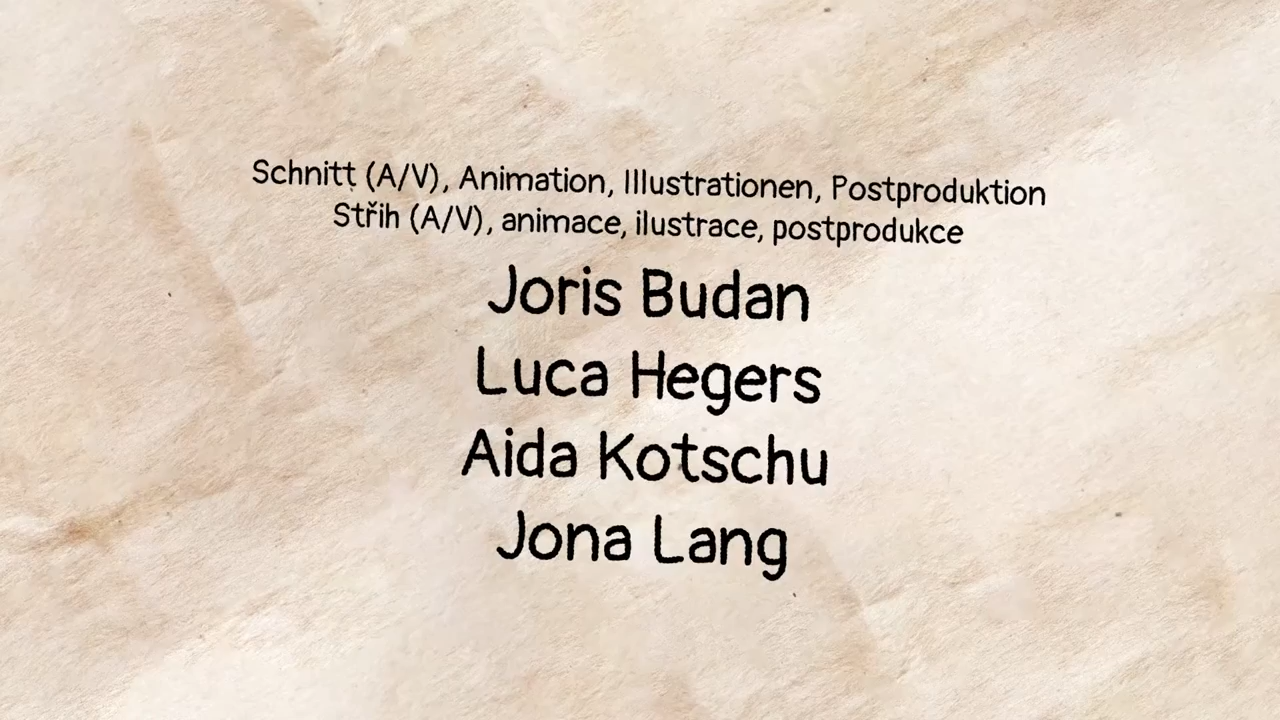 Schnitt (A/V), Animation, Illustrationen, Postproduktion
Střih (A/V), animace, ilustrace, postprodukce
Joris Budan
Luca Hegers
Aida Kotschu
Jona Lang